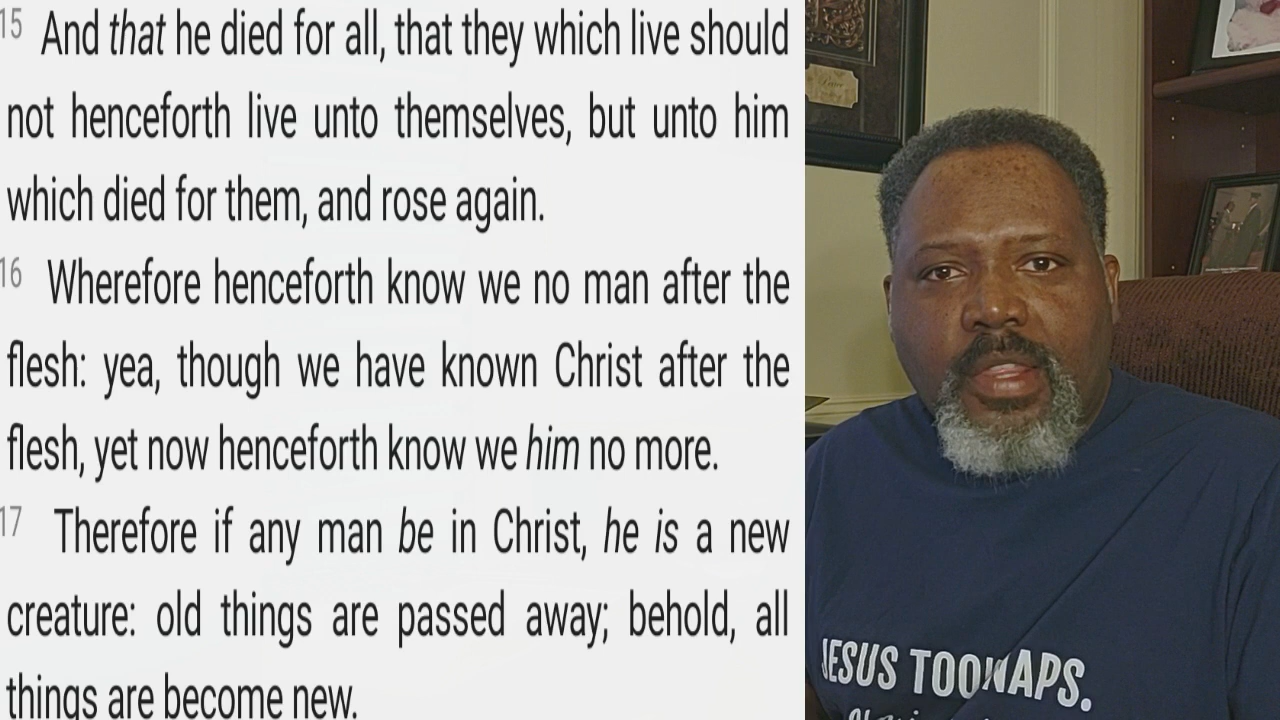 15 And that he died for all, that they which live should
not henceforth live unto themselves, but unto him
which died for them, and rose again.
16 Wherefore henceforth know we no man after the
flesh: yea, though we have known Christ after the
flesh, yet now henceforth know we him no more.
17 Therefore if any man be in Christ, he is a new
creature: old things are passed away; behold, all
things are become new.
JESUS TOO NAPS.